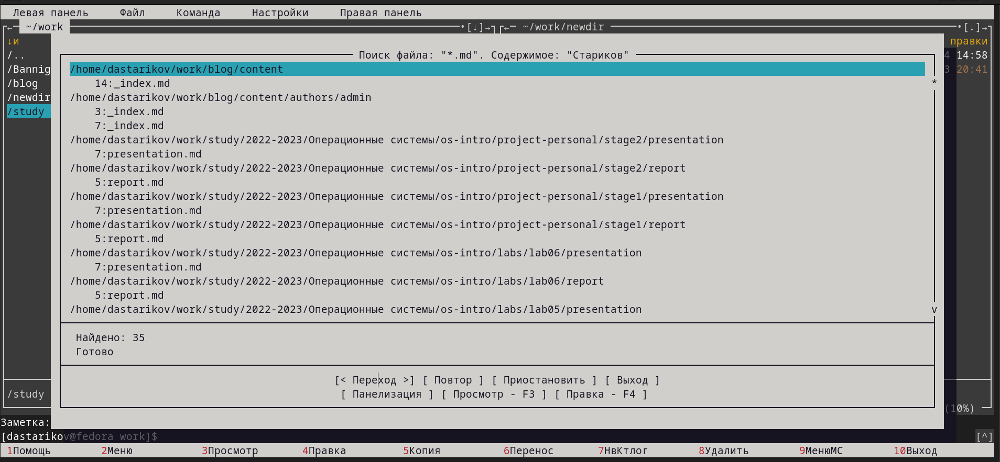 Левая панель Файл Команда Настройки Правая панель
← ~/work •[↓]→ ← ~/work/newdir •[↓]→
↓и правки
Поиск файла: "*.md". Содержимое: "Стариков"
/.. 4 14:58
/Bannig /home/dastarikov/work/blog/content 3 20:41
/blog 14:_index.md *
/newdir /home/dastarikov/work/blog/content/authors/admin
/study 3:_index.md
7:_index.md
/home/dastarikov/work/study/2022-2023/Операционные системы/os-intro/project-personal/stage2/presentation
7:presentation.md
/home/dastarikov/work/study/2022-2023/Операционные системы/os-intro/project-personal/stage2/report
5:report.md
/home/dastarikov/work/study/2022-2023/Операционные системы/os-intro/project-personal/stage1/presentation
7:presentation.md
/home/dastarikov/work/study/2022-2023/Операционные системы/os-intro/project-personal/stage1/report
5:report.md
/home/dastarikov/work/study/2022-2023/Операционные системы/os-intro/labs/lab06/presentation
7:presentation.md
/home/dastarikov/work/study/2022-2023/Операционные системы/os-intro/labs/lab06/report
5:report.md
/home/dastarikov/work/study/2022-2023/Операционные системы/os-intro/labs/lab05/presentation v
Найдено: 35
Готово
[< Переход >] [ Повтор ] [ Приостановить ] [ Выход ]
/study [ Панелизация ] [ Просмотр - F3 ] [ Правка - F4 ]
(10%)
Заметка:
[dastarikov@fedora work]$ [^]
1Помощь 2Меню 3Просмотр 4Правка 5Копия 6Перенос 7НвКтлог 8Удалить 9МенюMC 10Выход